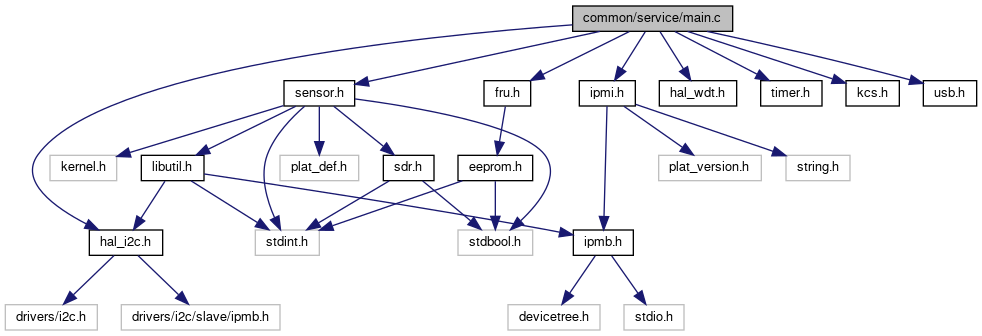 common/service/main.c
sensor.h
fru.h
ipmi.h
hal_wdt.h
timer.h
kcs.h
usb.h
kernel.h
libutil.h
plat_def.h
sdr.h
eeprom.h
plat_version.h
string.h
hal_i2c.h
stdint.h
stdbool.h
ipmb.h
drivers/i2c.h
drivers/i2c/slave/ipmb.h
devicetree.h
stdio.h